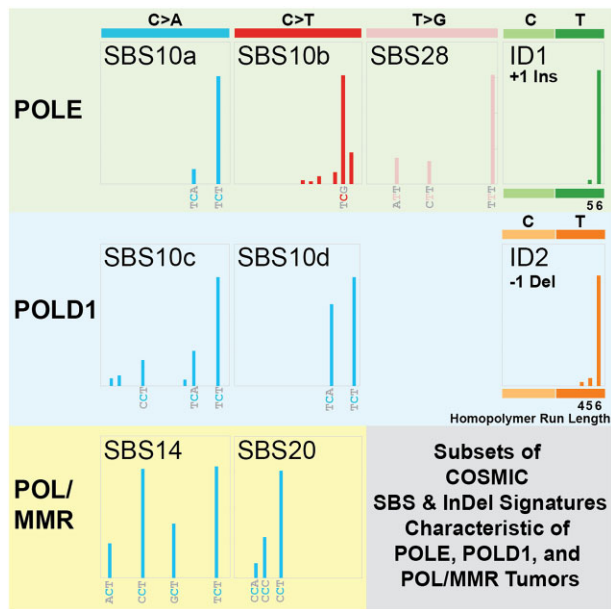 C>A C>T T>G C T
POLE
SBS10a SBS10b SBS28 ID1
+1 Ins
TCA TCT TCG ATT CTT TTT 5 6
C T
POLD1
SBS10c SBS10d ID2
-1 Del
CCT TCA TCT TCA TCT 4 5 6
Homopolymer Run Length
POL/
MMR
SBS14 SBS20
ACT CCT GCT TCT CCA CCC CCT
Subsets of
COSMIC
SBS & InDel Signatures
Characteristic of
POLE, POLD1, and
POL/MMR Tumors